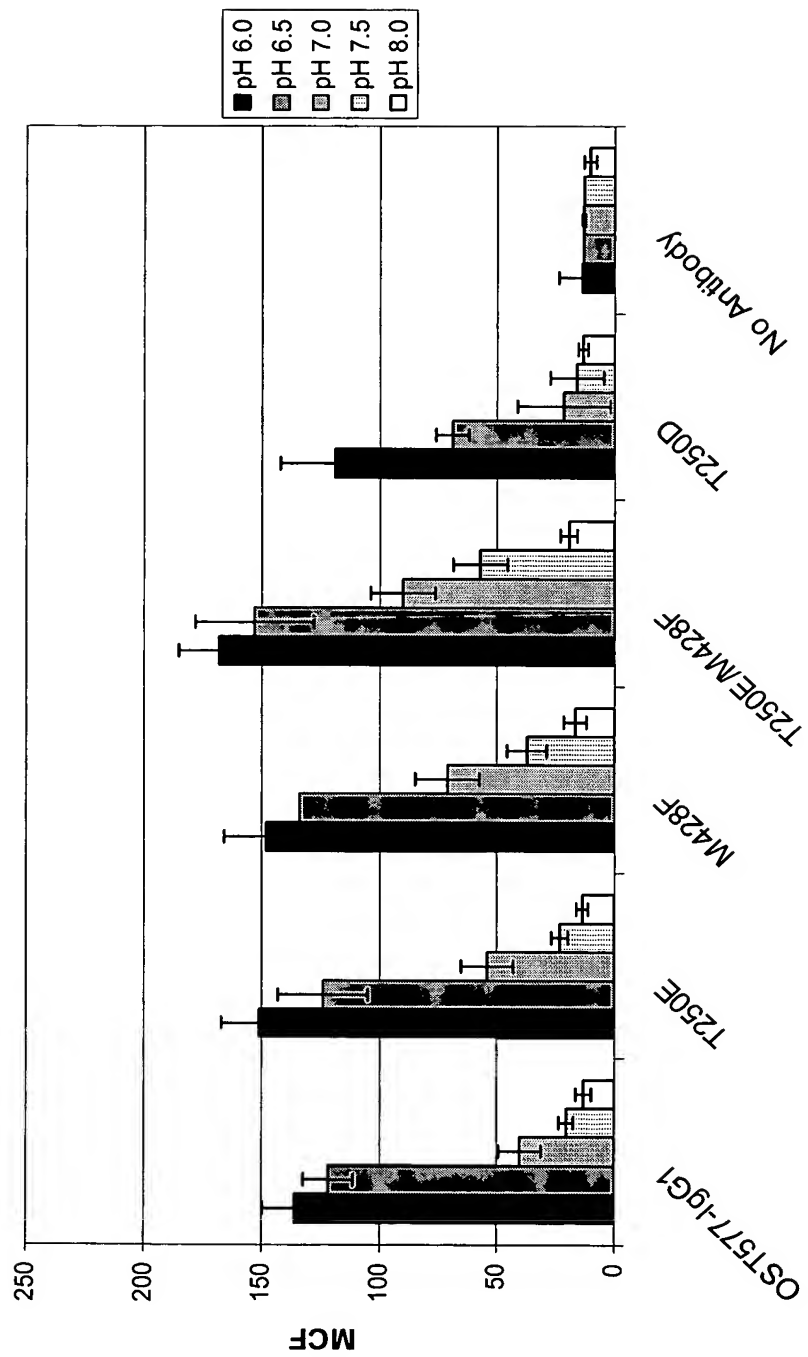 MCF
250
200
150
100
50
0
OST577-IgG1
T250E
M428F
T250E/M428F
T250D
No Antibody
pH 6.0
pH 6.5
pH 7.0
pH 7.5
pH 8.0